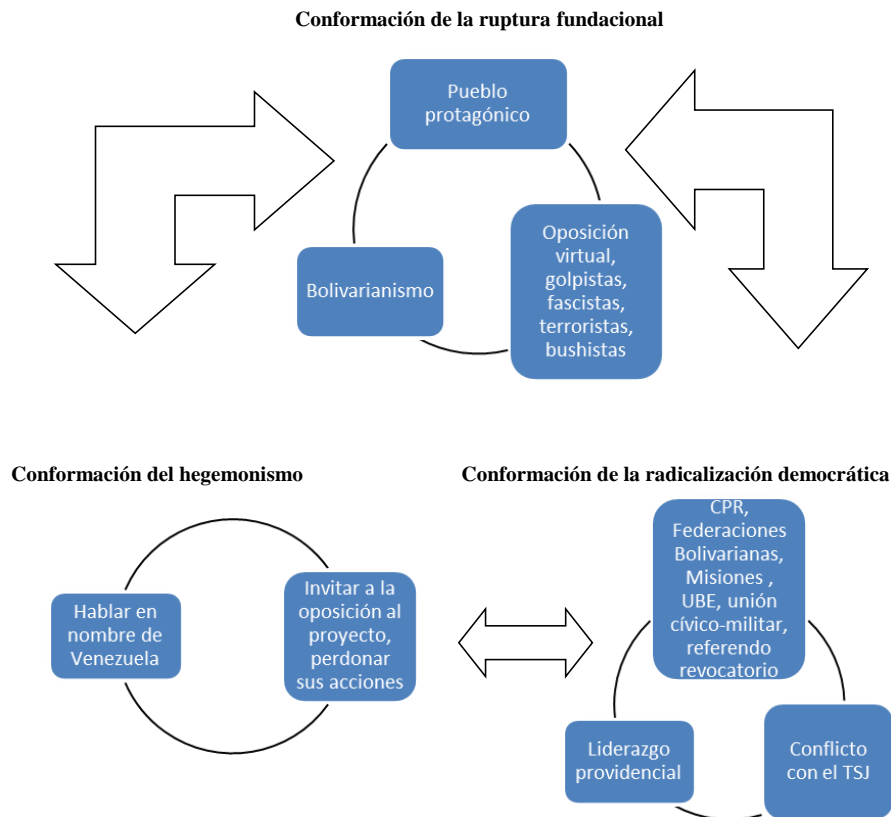 Conformación de la ruptura fundacional
Pueblo
protagónico
Bolivarianismo
Oposición
virtual,
golpistas,
fascistas,
terroristas,
bushistas
Conformación del hegemonismo
Hablar en
nombre de
Venezuela
Invitar a la
oposición al
proyecto,
perdonar
sus acciones
Conformación de la radicalización democrática
CPR,
Federaciones
Bolivarianas,
Misiones ,
UBE, unión
cívico-militar,
referendo
revocatorio
Liderazgo
providencial
Conflicto
con el TSJ